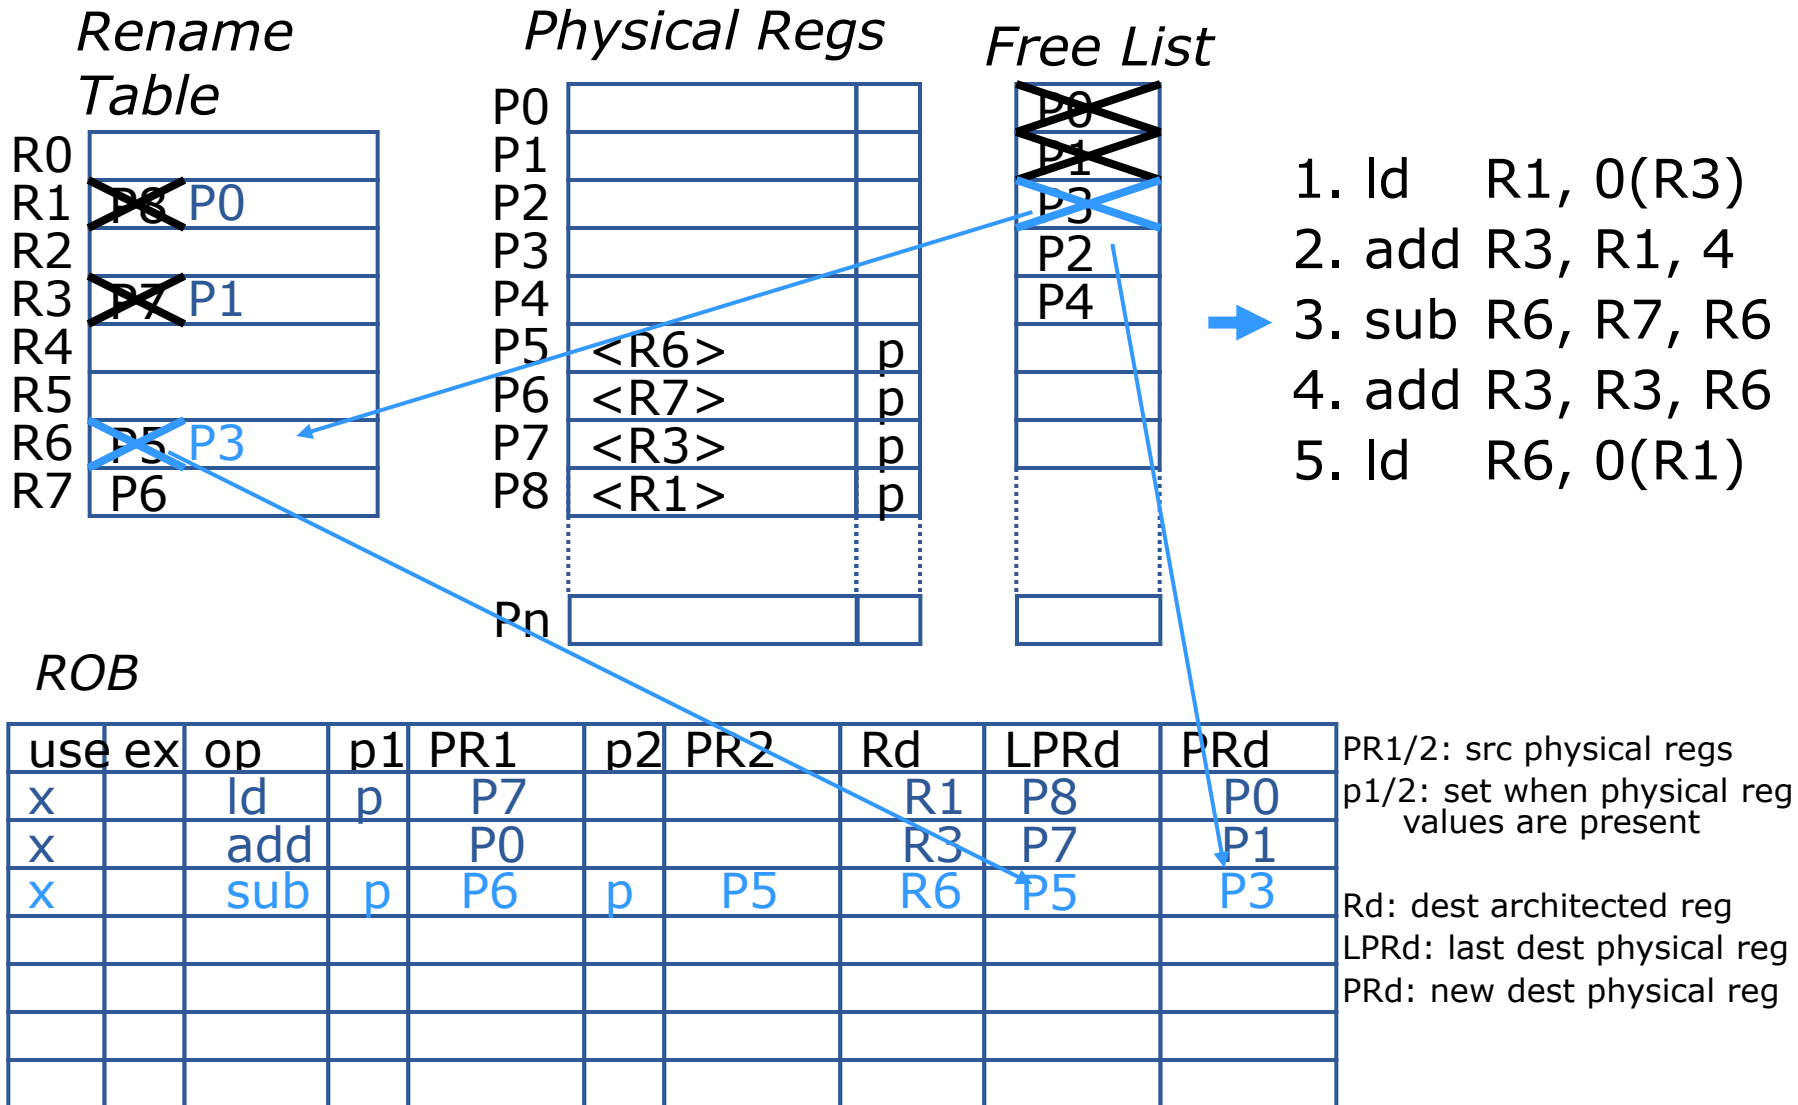 Rename
Table
R0
R1 P8 P0
R2
R3 P7 P1
R4
R5
R6 P5 P3
R7 P6
Physical Regs
P0
P1
P2
P3
P4
P5 <R6> p
P6 <R7> p
P7 <R3> p
P8 <R1> p
Pn
Free List
P0
P1
P3
P2
P4
1. ld R1, 0(R3)
2. add R3, R1, 4
3. sub R6, R7, R6
4. add R3, R3, R6
5. ld R6, 0(R1)
ROB
use ex op p1 PR1 p2 PR2 Rd LPRd PRd
x ld p P7 R1 P8 P0
x add P0 R3 P7 P1
x sub p P6 p P5 R6 P5 P3
PR1/2: src physical regs
p1/2: set when physical reg
values are present
Rd: dest architected reg
LPRd: last dest physical reg
PRd: new dest physical reg